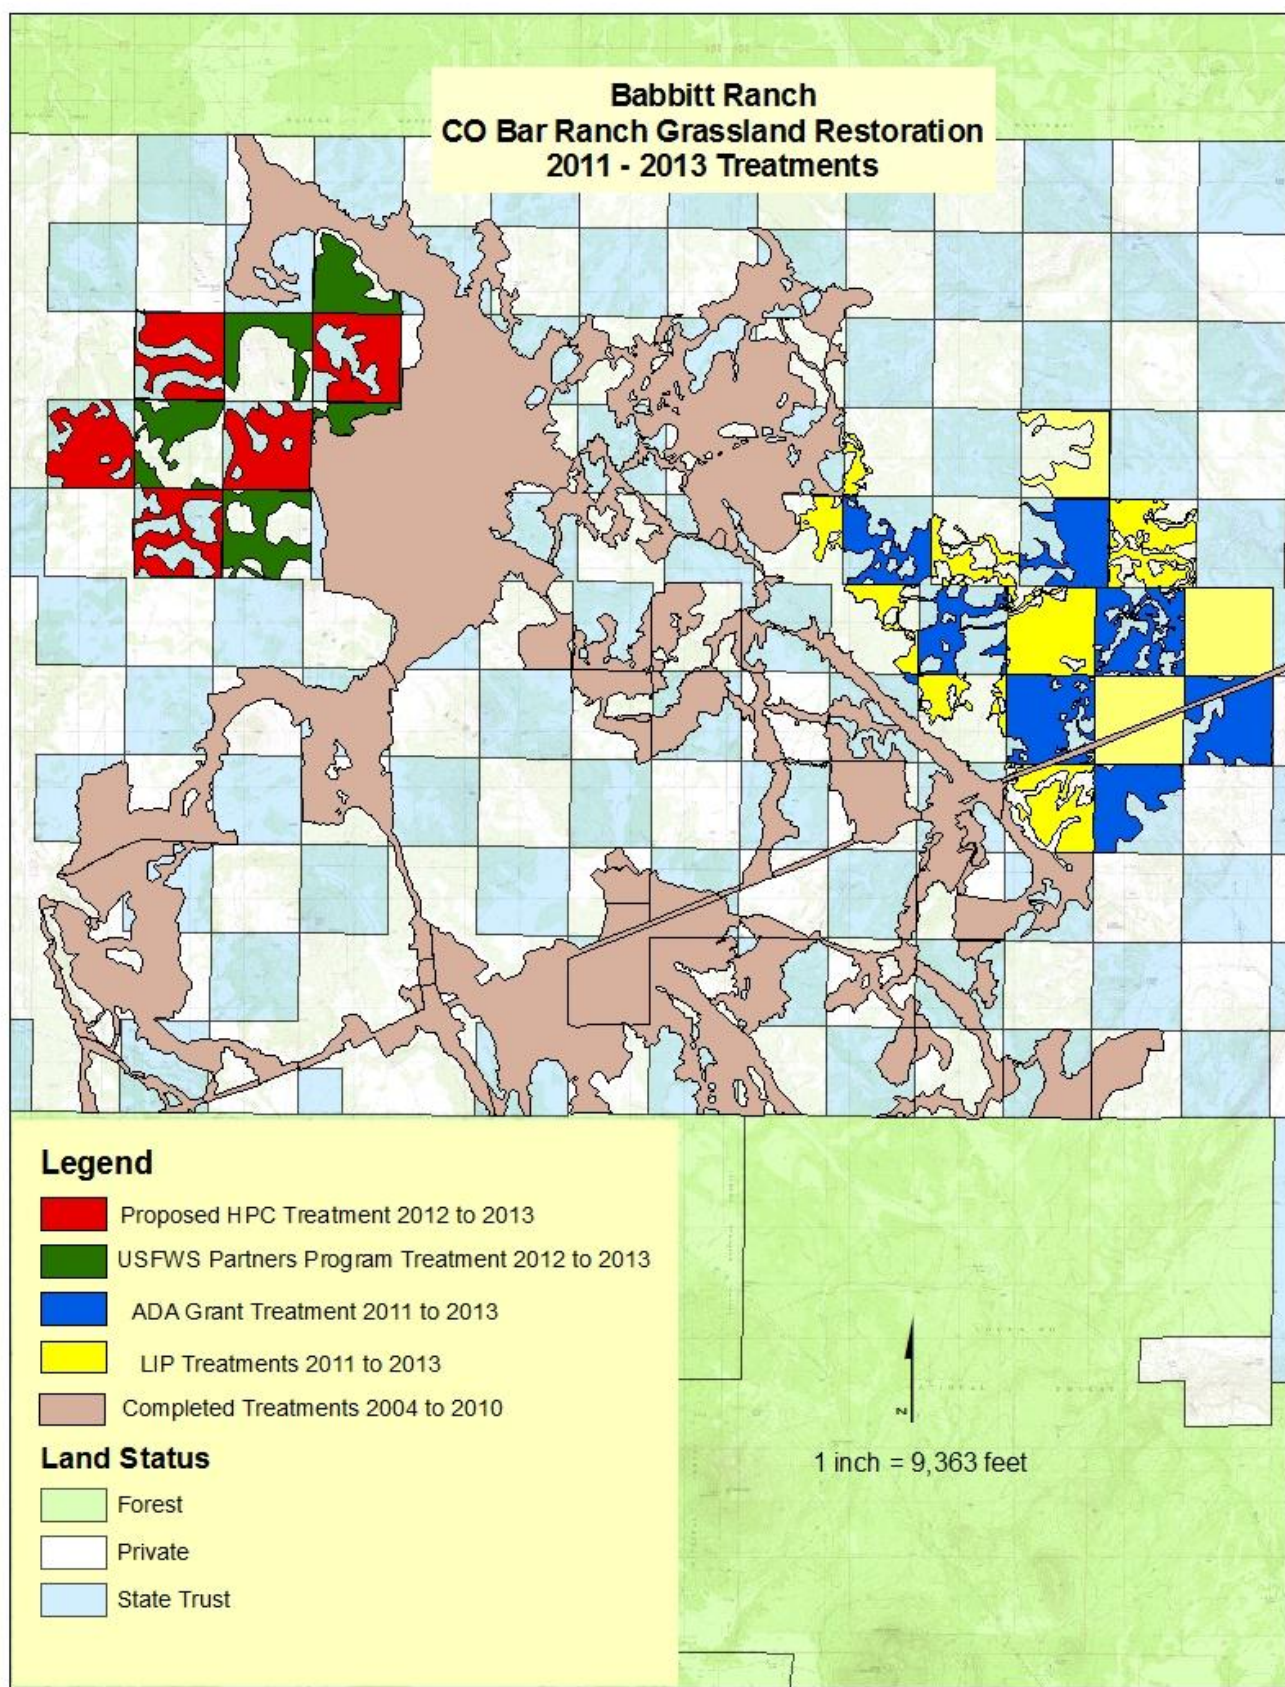 Babbitt Ranch
CO Bar Ranch Grassland Restoration
2011 - 2013 Treatments
Legend
Proposed HPC Treatment 2012 to 2013
USFWS Partners Program Treatment 2012 to 2013
ADA Grant Treatment 2011 to 2013
LIP Treatments 2011 to 2013
Completed Treatments 2004 to 2010
Land Status
Forest
Private
State Trust
N
1 inch = 9,363 feet